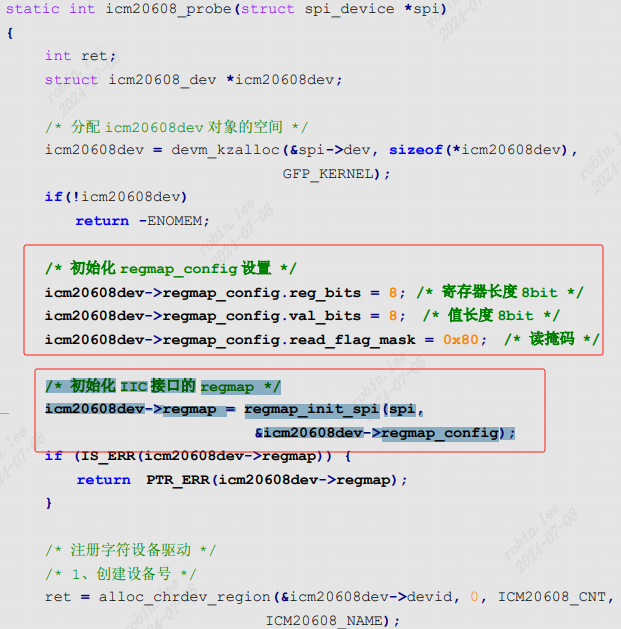 static int icm20608_probe(struct spi_device *spi)
{
int ret;
struct icm20608_dev *icm20608dev;
/* 分配 icm20608dev 对象的空间 */
icm20608dev = devm_kzalloc(&spi->dev, sizeof(*icm20608dev),
GFP_KERNEL);
if(!icm20608dev)
return -ENOMEM;
/* 初始化 regmap_config 设置 */
icm20608dev->regmap_config.reg_bits = 8; /* 寄存器长度 8bit */
icm20608dev->regmap_config.val_bits = 8; /* 值长度 8bit */
icm20608dev->regmap_config.read_flag_mask = 0x80; /* 读掩码 */
/* 初始化 IIC 接口的 regmap */
icm20608dev->regmap = regmap_init_spi(spi,
&icm20608dev->regmap_config);
if (IS_ERR(icm20608dev->regmap)) {
return PTR_ERR(icm20608dev->regmap);
}
/* 注册字符设备驱动 */
/* 1、创建设备号 */
ret = alloc_chrdev_region(&icm20608dev->devid, 0, ICM20608_CNT,
ICM20608_NAME);
robin.lee
2024-07-08